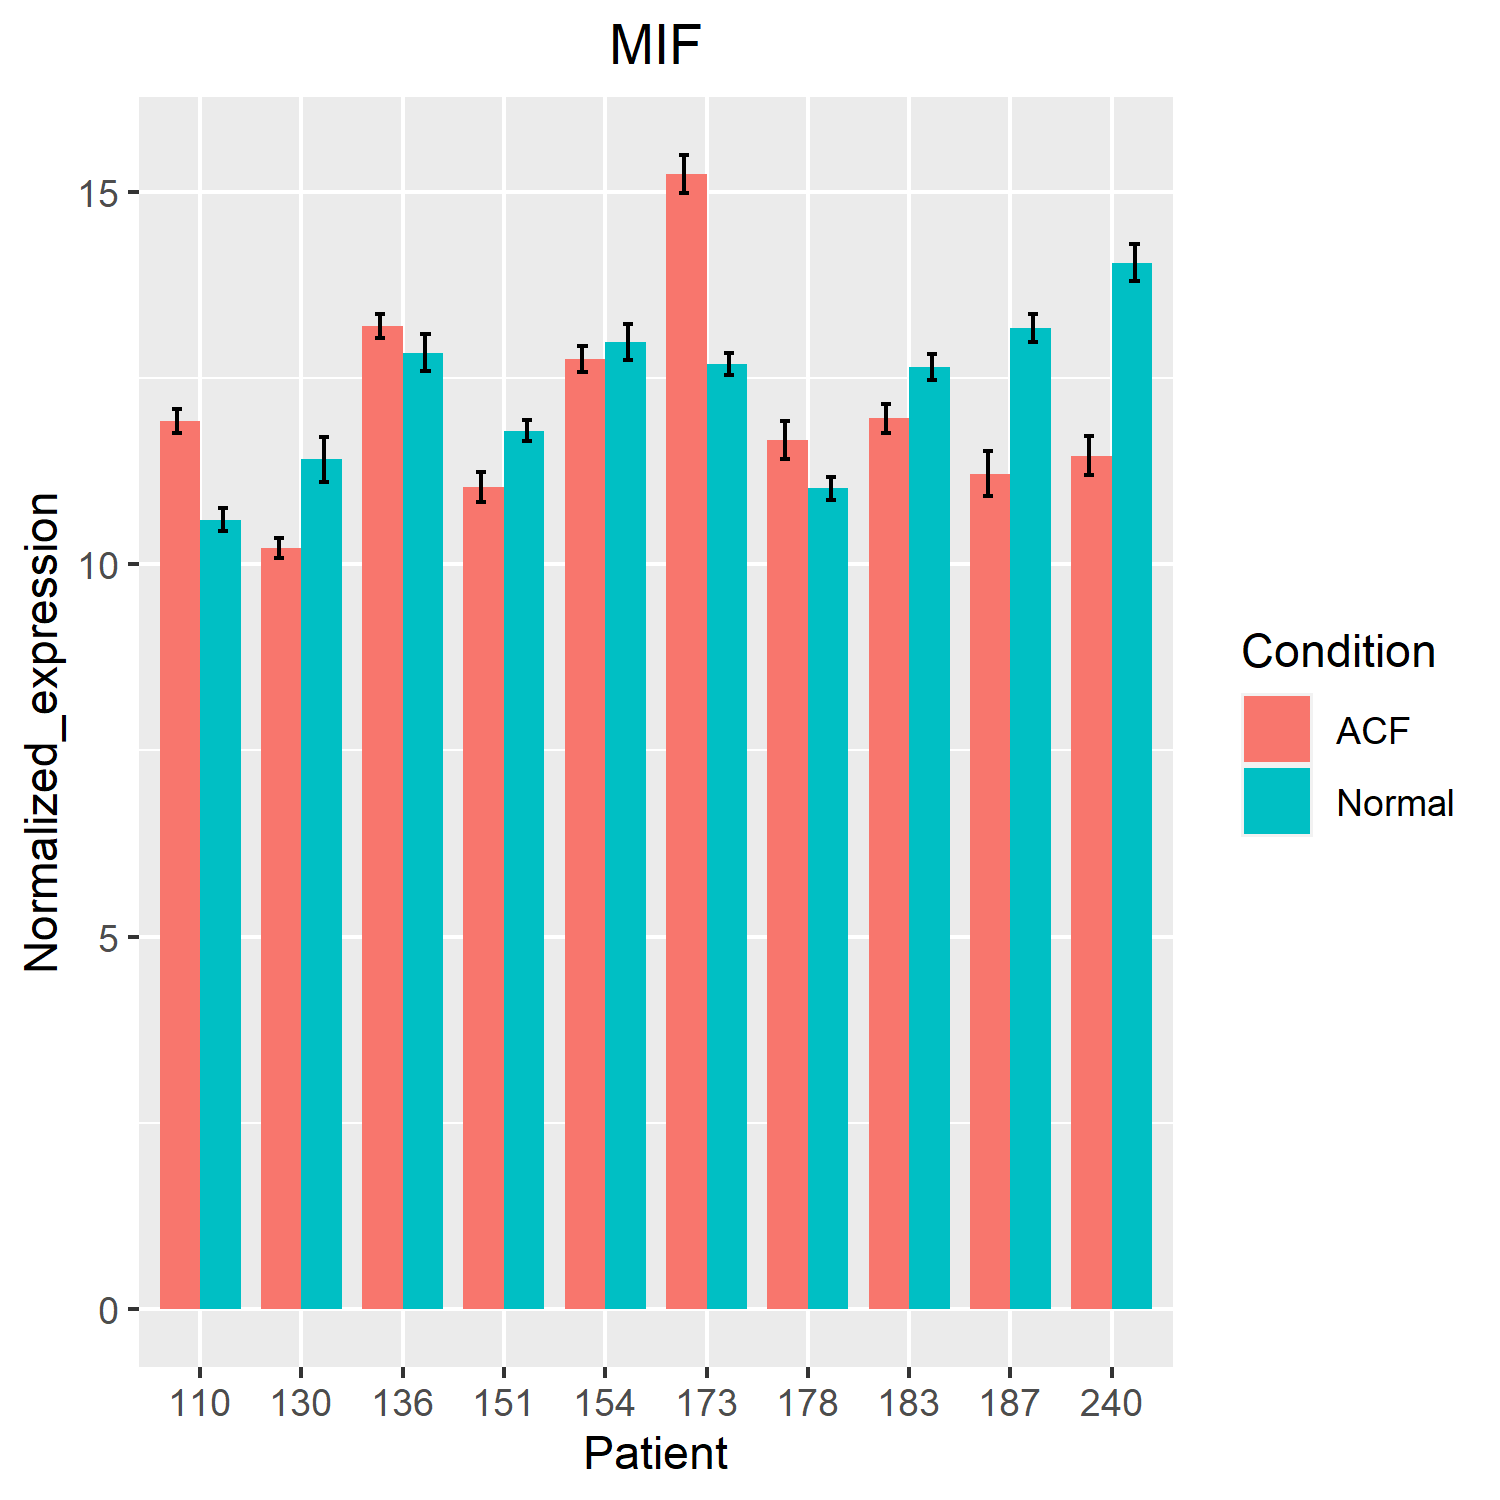 MIF
15
10
5
0
Normalized_expression
110 130 136 151 154 173 178 183 187 240
Patient
Condition
ACF
Normal